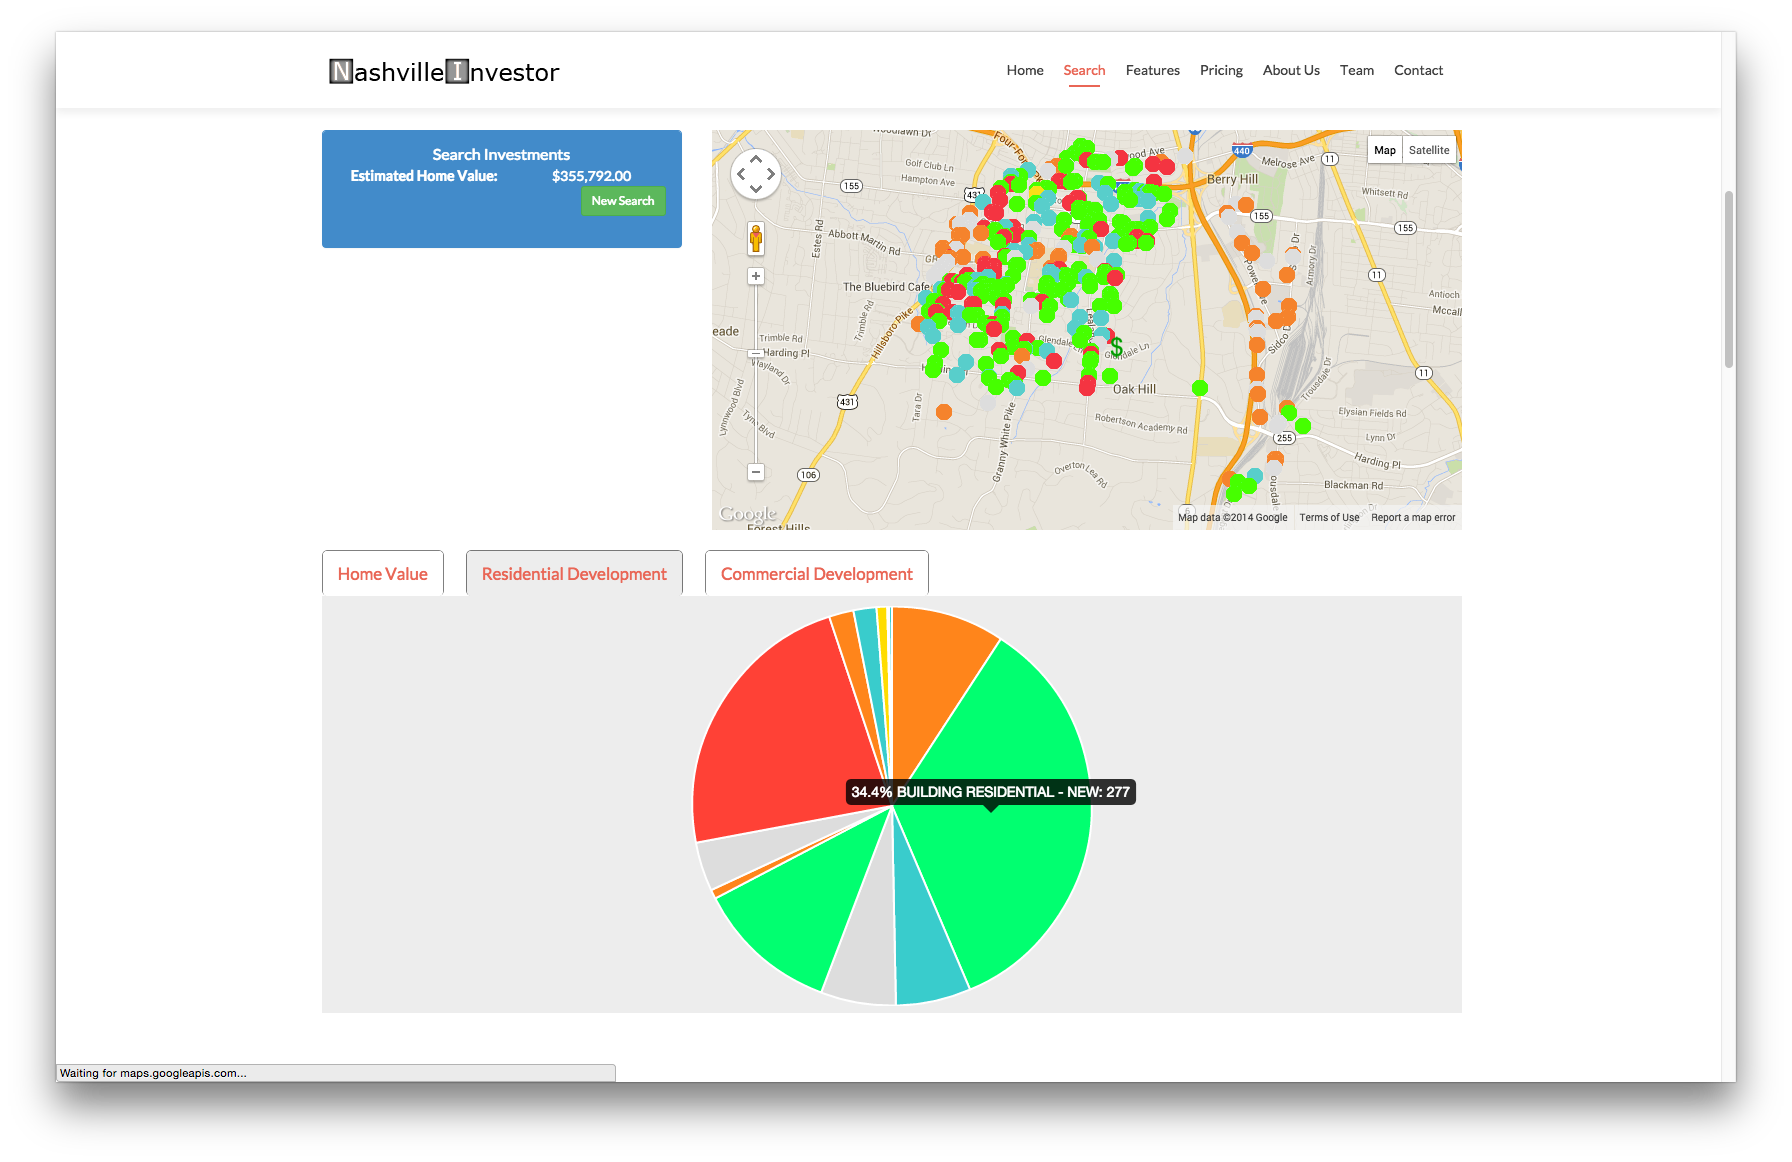 NashvilleInvestor
Home Search Features Pricing About Us Team Contact
Search Investments
Estimated Home Value: $355,792.00
New Search
Map Satellite
Woodlawn Dr
Golf Club Ln
Hampton Ave
155
431
440
Melrose Ave
11
Berry Hill
Whitsett Rd
155
155
Estes Rd
Abbott Martin Rd
Armory Dr
11
The Bluebird Cafe
Trimble Rd
Hillsboro Pike
Antioch
Mccall
eade
Trimble Rd
Harding Pl
Glendale Ln
$
Sidco D
Wayland Dr
Lynnwood Blvd
Tyne Blvd
431
Tara Dr
Oak Hill
Trousdale Dr
11
Granny White Pike
Robertson Academy Rd
Elysian Fields Rd
Lynn Dr
255
Harding Pl
106
Overton Lea Rd
Blackman Rd
Google
Forest Hills
Map data ©2014 Google Terms of Use Report a map error
Home Value Residential Development Commercial Development
34.4% BUILDING RESIDENTIAL - NEW: 277
Waiting for maps.googleapis.com...